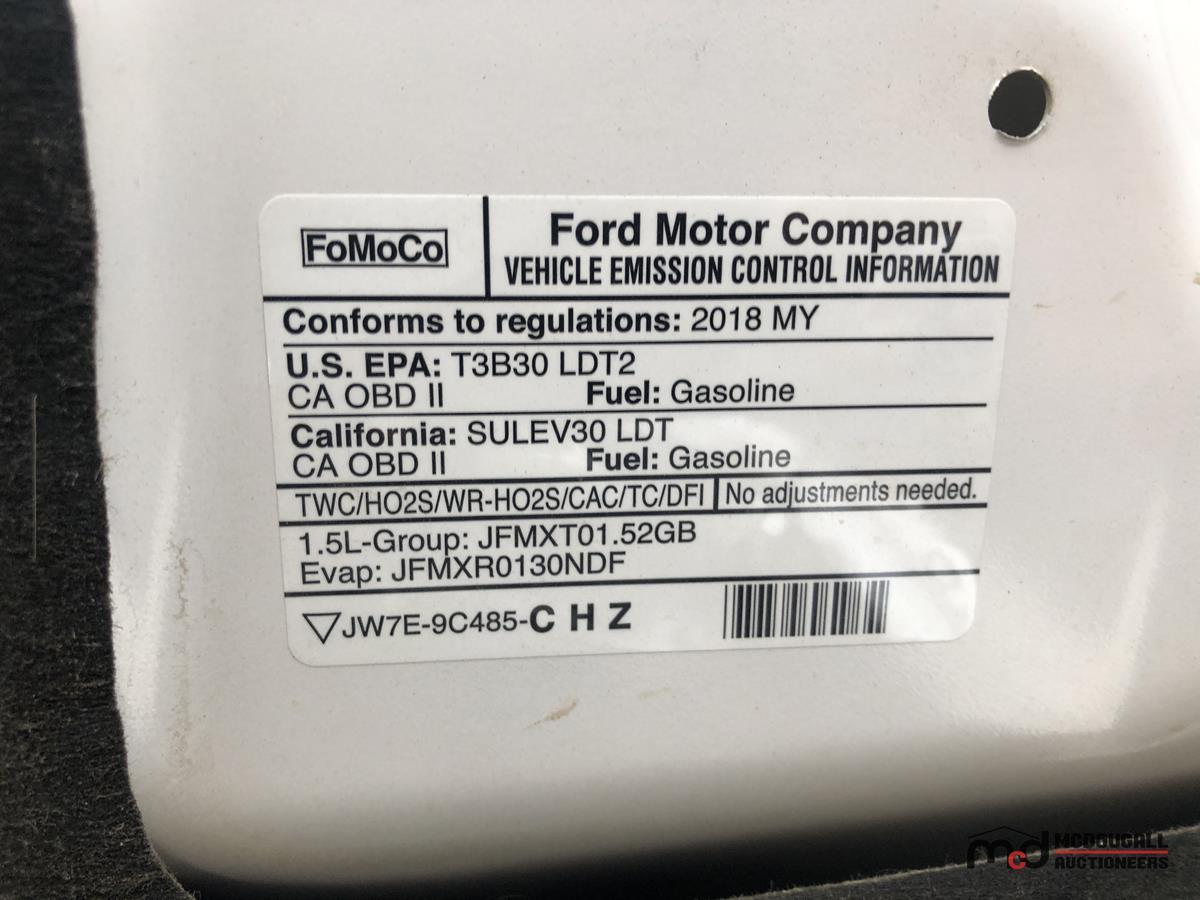 FoMoCo
Ford Motor Company
VEHICLE EMISSION CONTROL INFORMATION
Conforms to regulations: 2018 MY
U.S. EPA: T3B30 LDT2
CA OBD II Fuel: Gasoline
California: SULEV30 LDT
CA OBD II Fuel: Gasoline
TWC/HO2S/WR-HO2S/CAC/TC/DFI No adjustments needed.
1.5L-Group: JFMXT01.52GB
Evap: JFMXR0130NDF
JW7E-9C485-C H Z
mcd MCDOUGALL
AUCTIONEERS